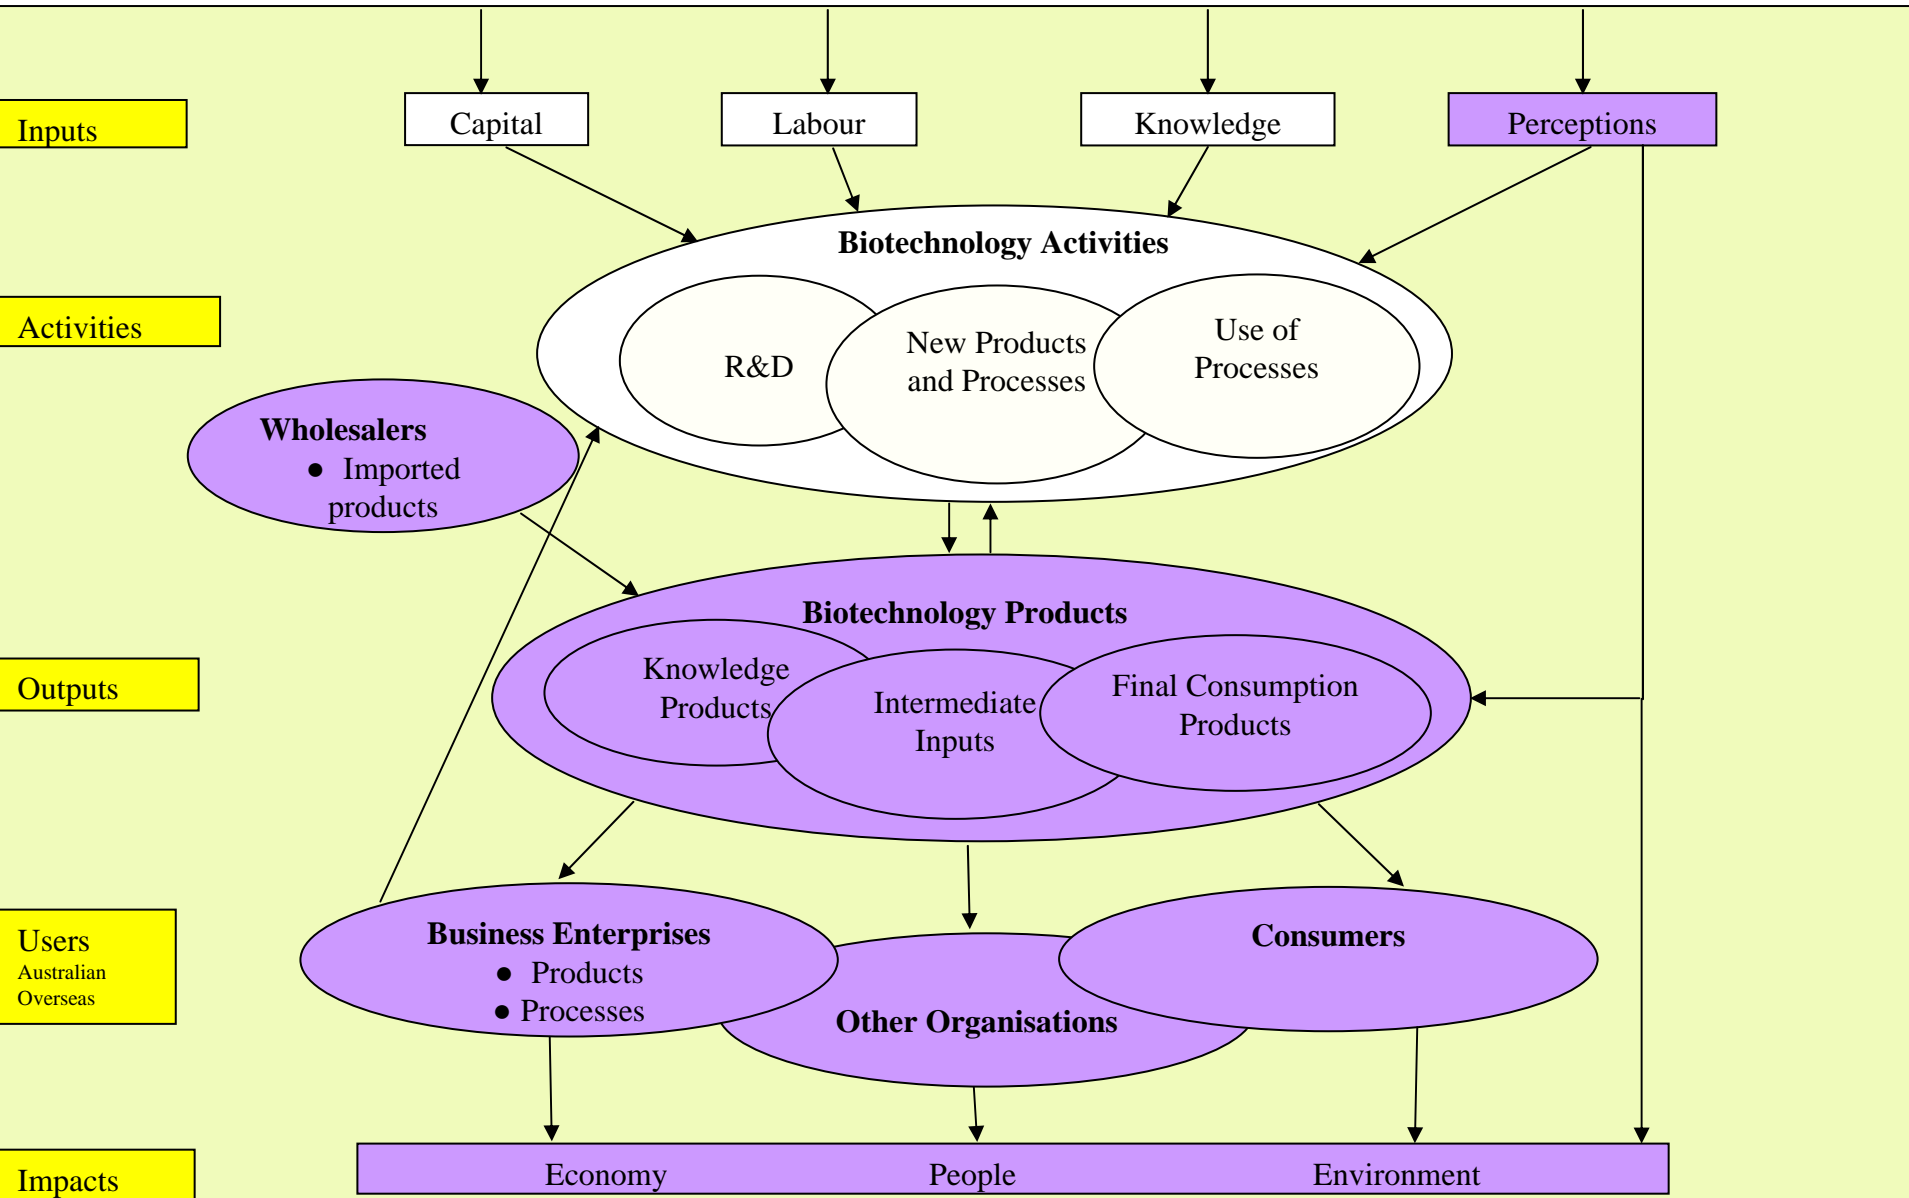 Inputs
Capital
Labour
Knowledge
Perceptions
Biotechnology Activities
Activities
R&D
New Products
and Processes
Use of
Processes
Wholesalers
● Imported
products
Biotechnology Products
Outputs
Knowledge
Products
Intermediate
Inputs
Final Consumption
Products
Users
Australian
Overseas
Business Enterprises
● Products
● Processes
Other Organisations
Consumers
Impacts
Economy
People
Environment